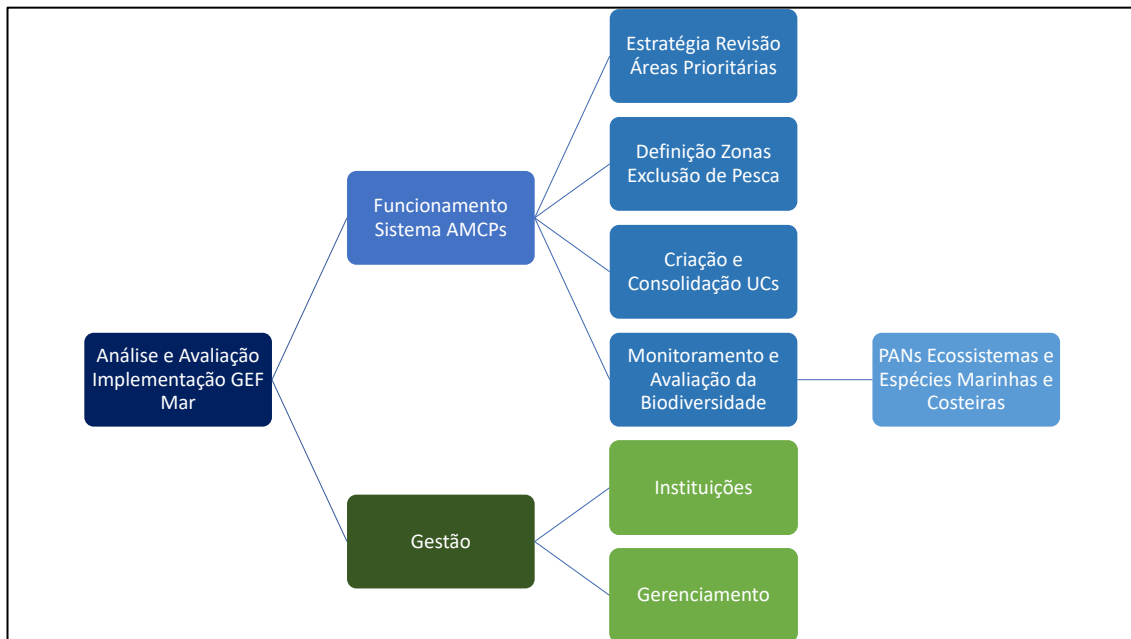 Estratégia Revisão
Áreas Prioritárias
Definição Zonas
Exclusão de Pesca
Funcionamento
Sistema AMCPs
Criação e
Consolidação UCs
Análise e Avaliação
Implementação GEF
Mar
Monitoramento e
Avaliação da
Biodiversidade
PANs Ecossistemas e
Espécies Marinhas e
Costeiras
Instituições
Gestão
Gerenciamento